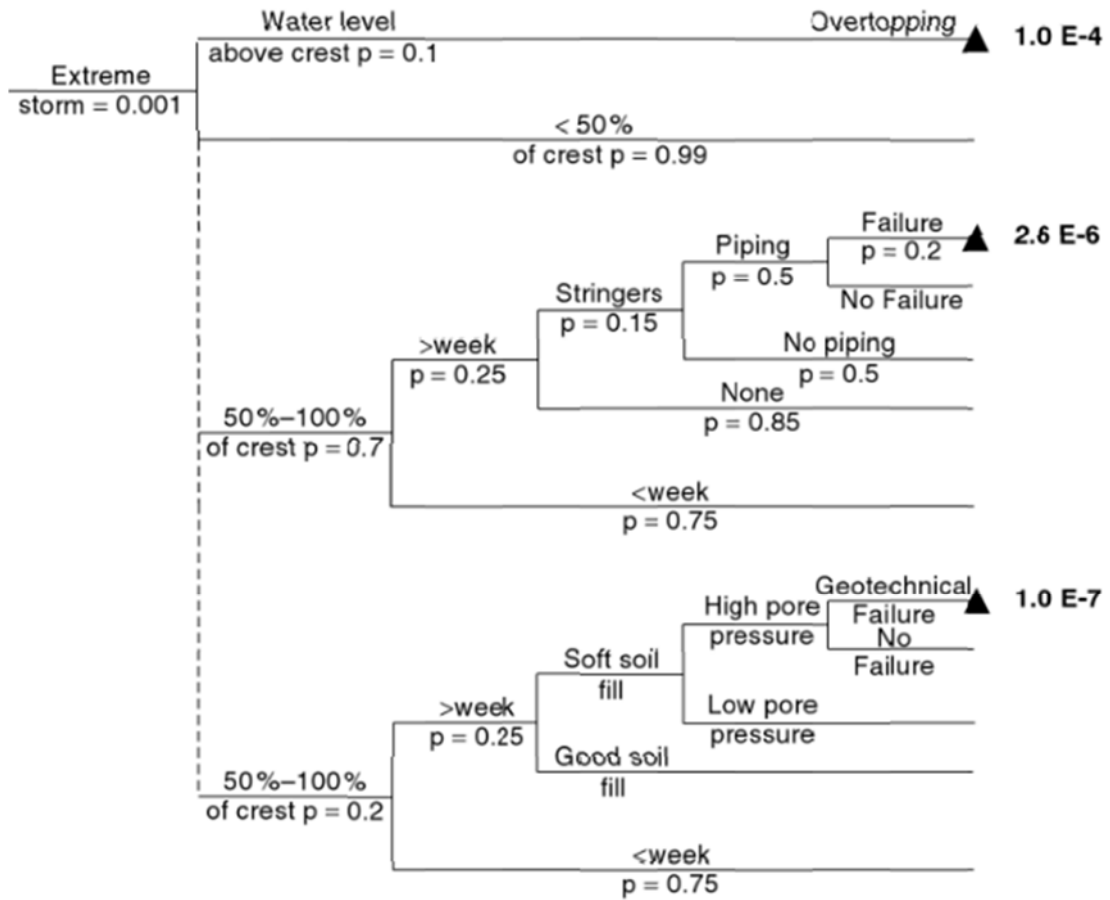 Water level
above crest p = 0.1
Overtopping
1.0 E-4
Extreme
storm = 0.001
< 50%
of crest p = 0.99
Failure
p = 0.2
2.6 E-6
Piping
p = 0.5
No Failure
Stringers
p = 0.15
No piping
p = 0.5
>week
p = 0.25
None
p = 0.85
50%–100%
of crest p = 0.7
<week
p = 0.75
Geotechnical
Failure
1.0 E-7
High pore
pressure
No
Failure
Soft soil
fill
Low pore
pressure
>week
p = 0.25
Good soil
fill
50%–100%
of crest p = 0.2
<week
p = 0.75